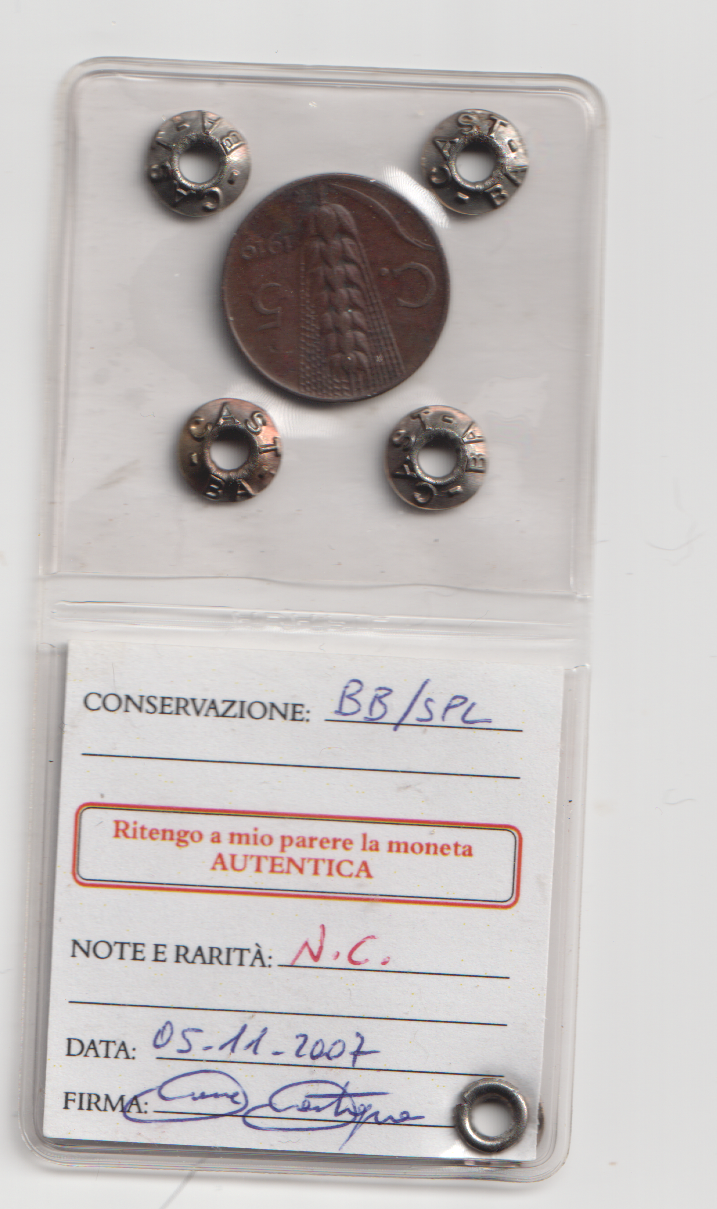 CAST-BA-
CAST-BA-
1919
C. 5
CAST-BA-
CAST-BA-
CONSERVAZIONE: BB/SPL
Ritengo a mio parere la moneta
AUTENTICA
NOTE E RARITÀ: N.C.
DATA: 05-11-2007
FIRMA: